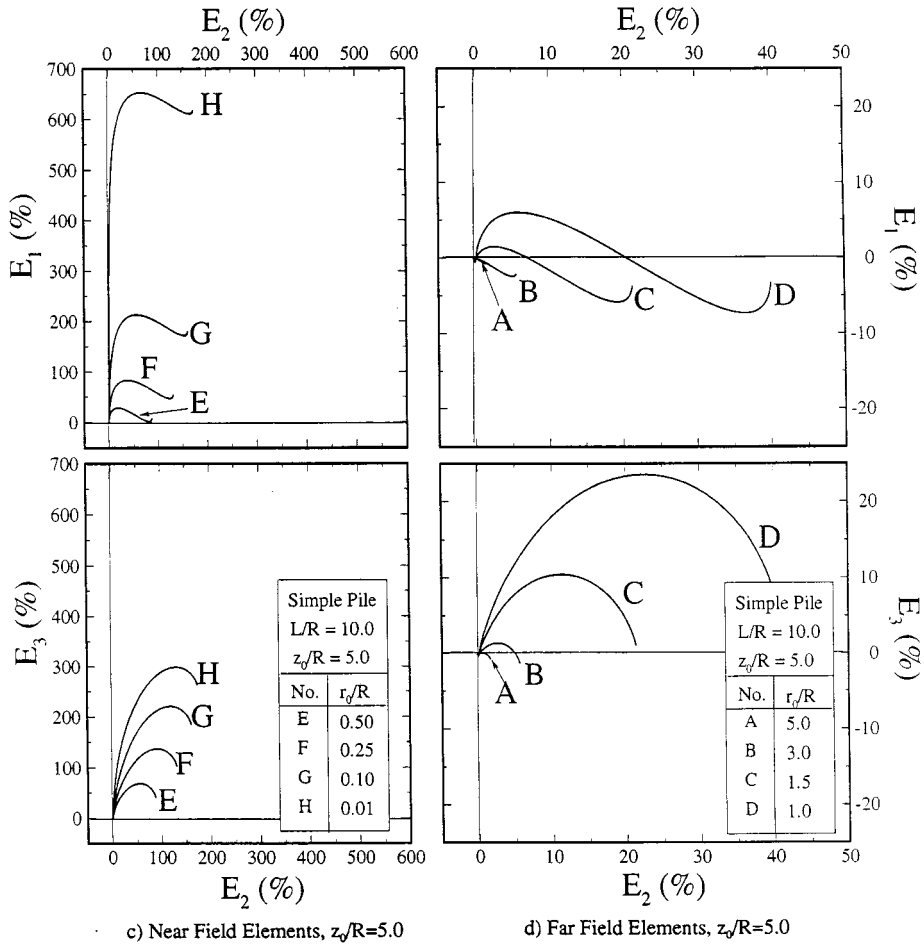 E₂ (%)
0 100 200 300 400 500 600
E₂ (%)
0 10 20 30 40 50
700
600
500
400
300
200
100
0
E₁ (%)
H
G
F
E
20
10
0
-10
-20
E₁ (%)
A
B
C
D
700
600
500
400
300
200
100
0
E₃ (%)
H
G
F
E
Simple Pile
L/R = 10.0
z₀/R = 5.0
No. r₀/R
E 0.50
F 0.25
G 0.10
H 0.01
0 100 200 300 400 500 600
E₂ (%)
20
10
0
-10
-20
E₃ (%)
A
B
C
D
Simple Pile
L/R = 10.0
z₀/R = 5.0
No. r₀/R
A 5.0
B 3.0
C 1.5
D 1.0
0 10 20 30 40 50
E₂ (%)
c) Near Field Elements, z₀/R=5.0
d) Far Field Elements, z₀/R=5.0